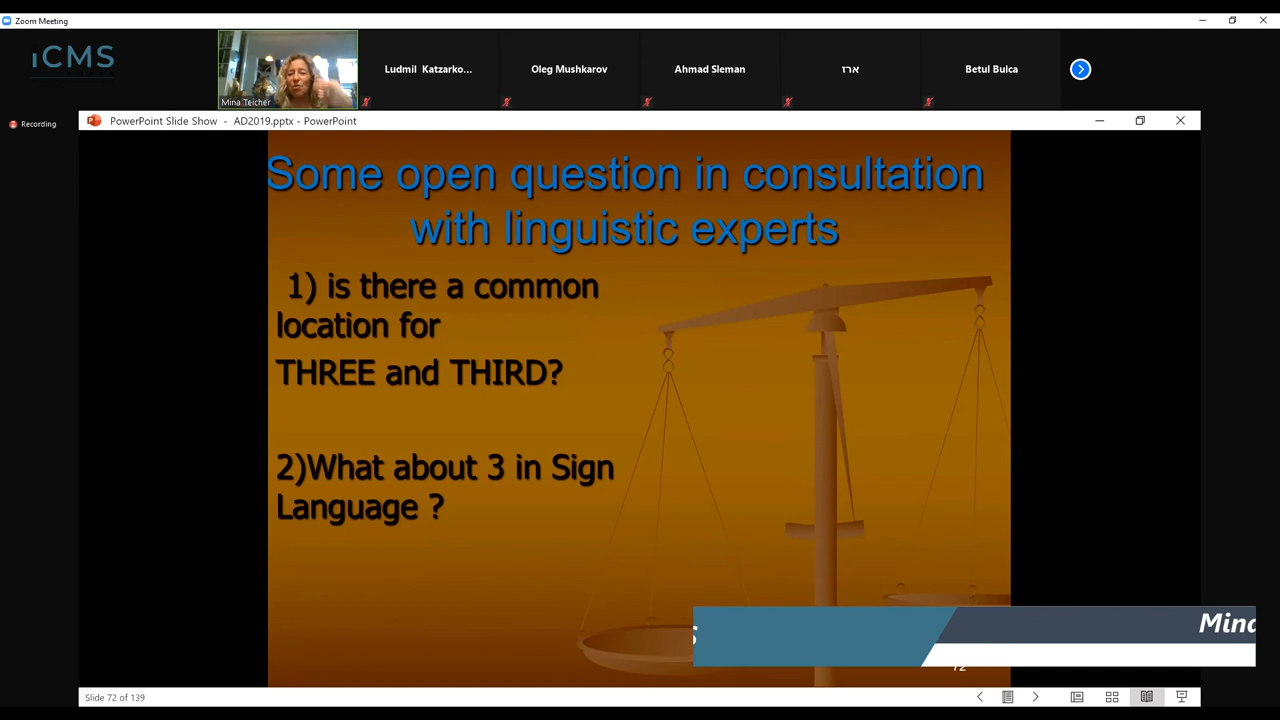 Zoom Meeting
iCMS
Mina Teicher
Ludmil Katzarko...
Oleg Mushkarov
Ahmad Sleman
ארז
Betul Bulca
Recording
PowerPoint Slide Show - AD2019.pptx - PowerPoint
Some open question in consultation
with linguistic experts
1) is there a common
location for
THREE and THIRD?
2)What about 3 in Sign
Language ?
72
Slide 72 of 139